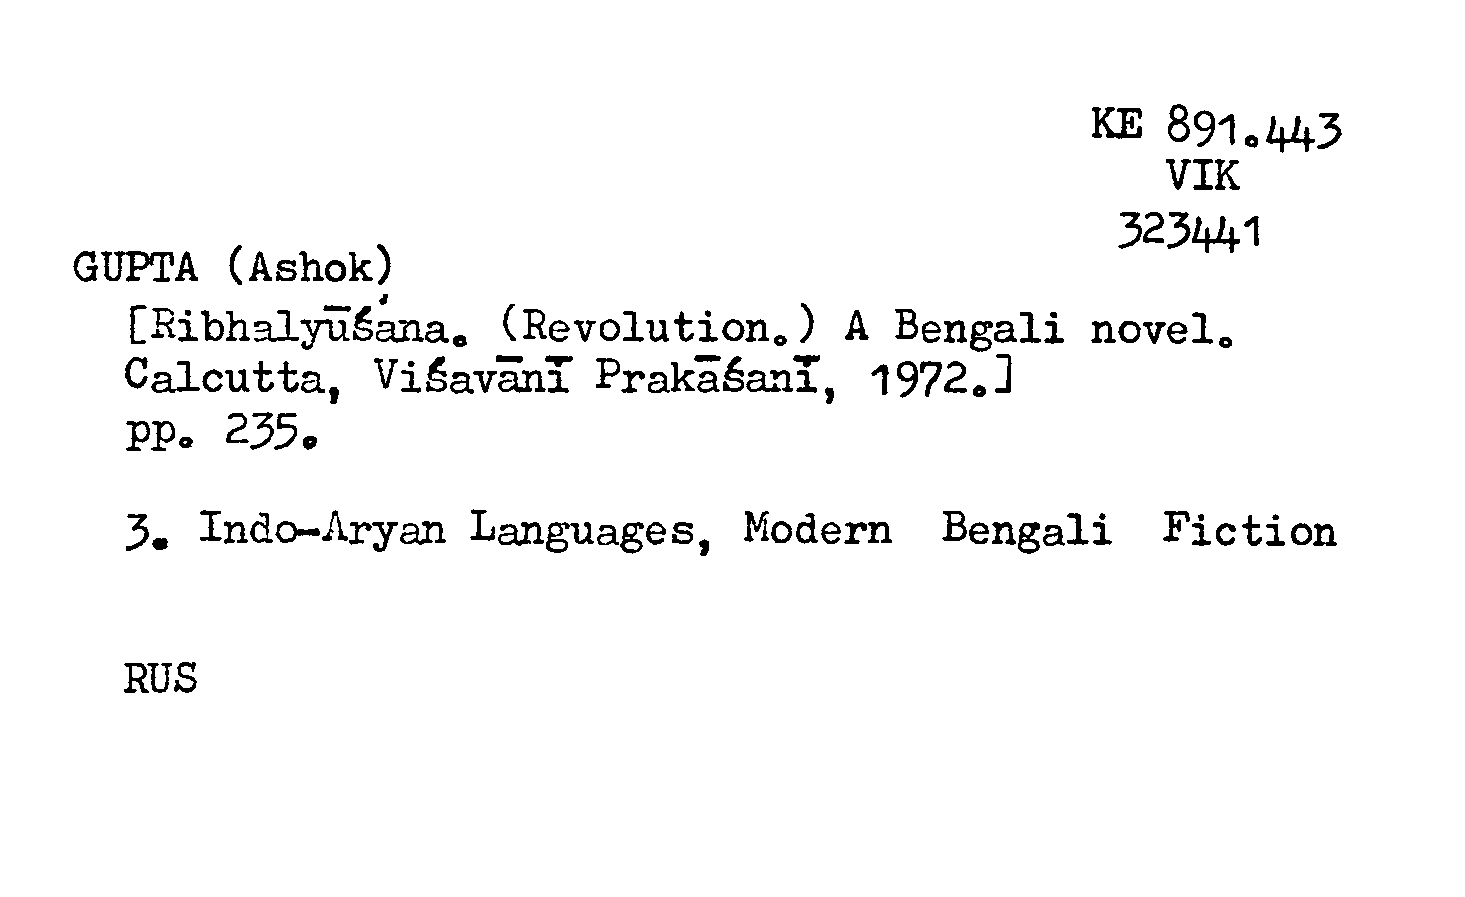 KE 891.443
VIK
323441
GUPTA (Ashok)
[Ribhalyūśána. (Revolution.) A Bengali novel.
Calcutta, Viśavānī Prakāśanī, 1972.]
pp. 235.
3. Indo-Aryan Languages, Modern Bengali Fiction
RUS